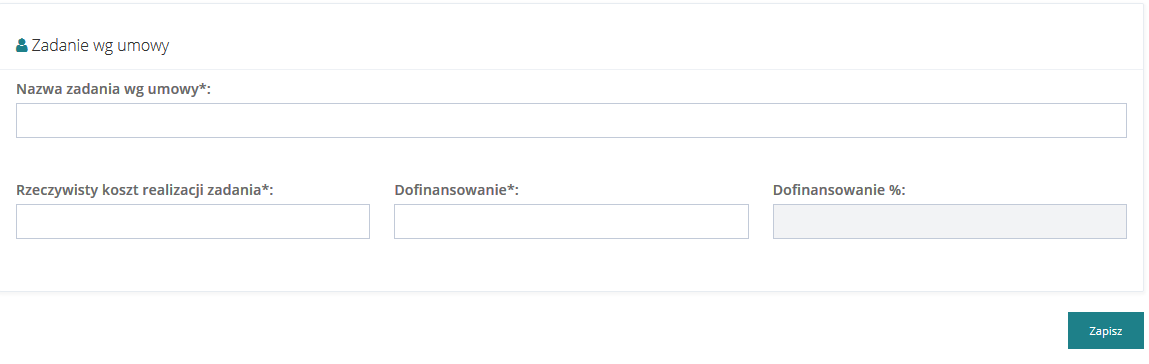 Zadanie wg umowy
Nazwa zadania wg umowy*:
Rzeczywisty koszt realizacji zadania*: Dofinansowanie*: Dofinansowanie %:
Zapisz